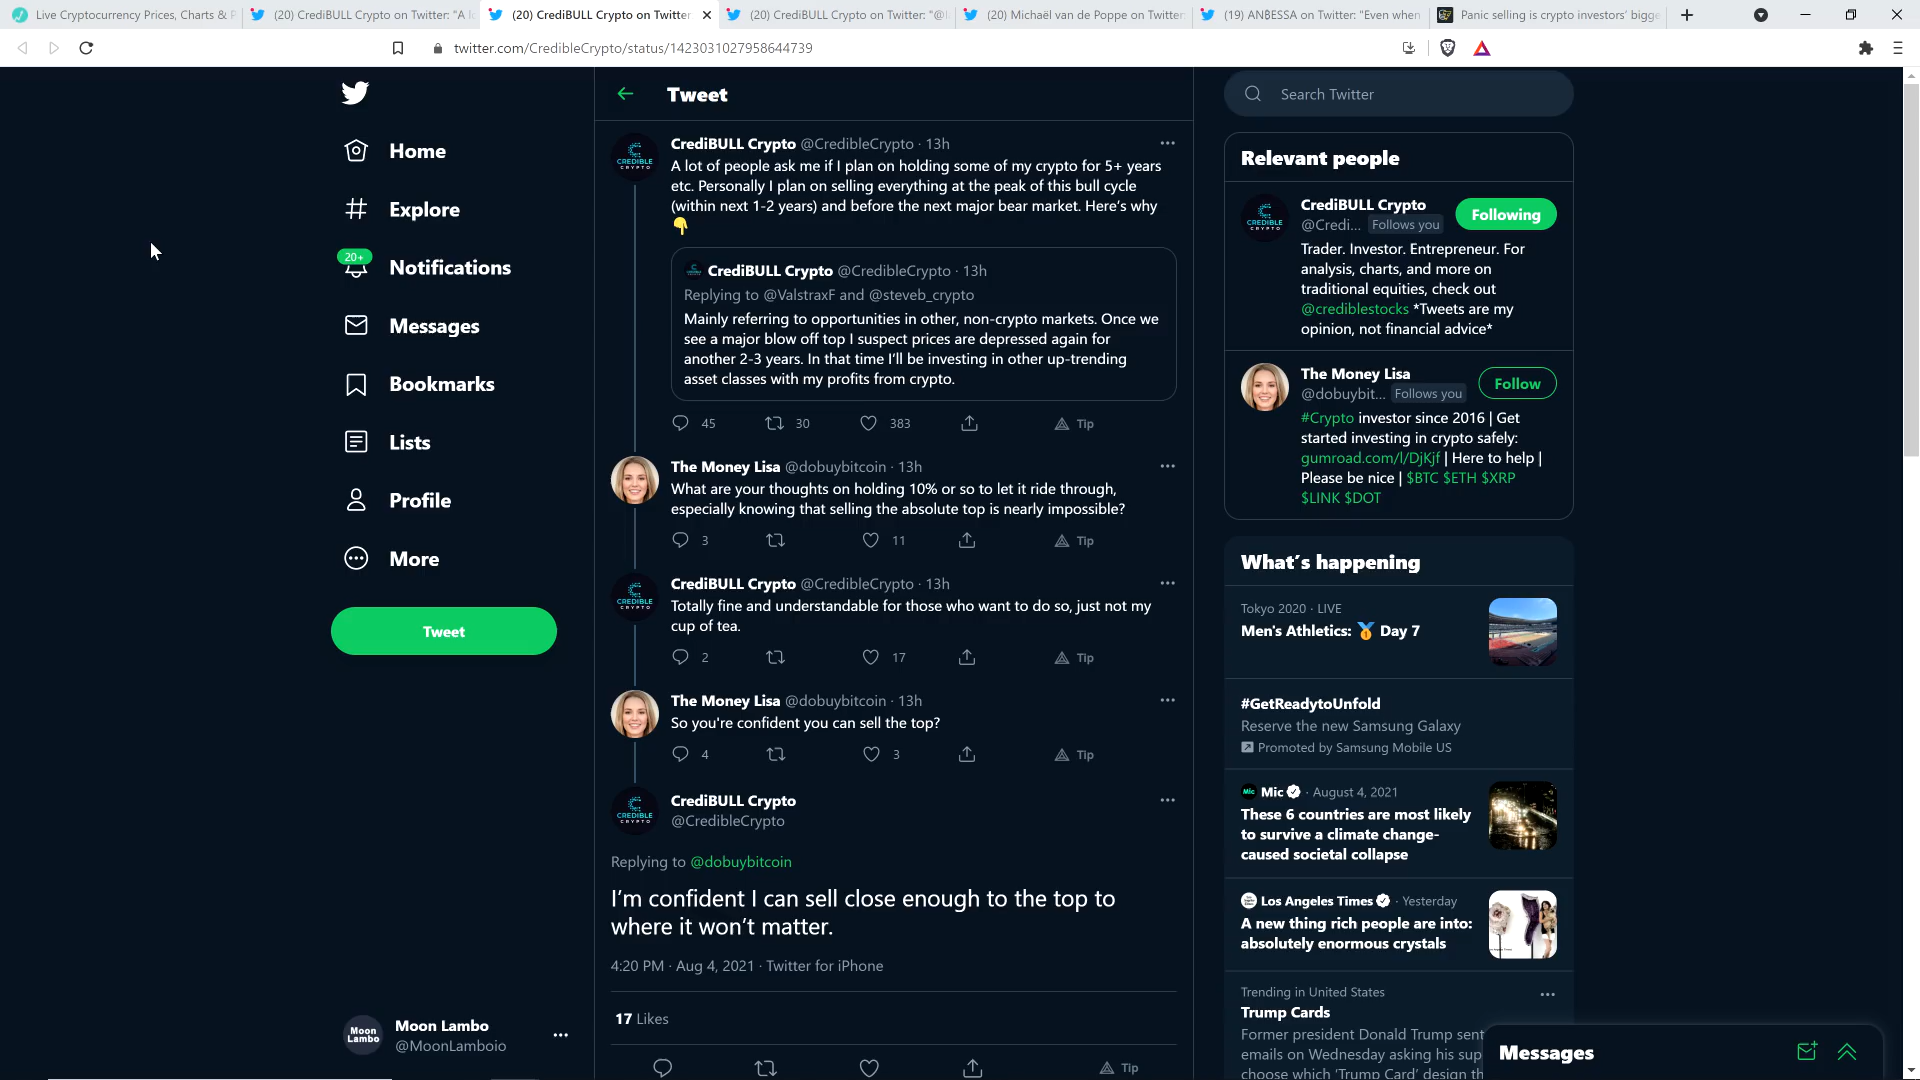 Live Cryptocurrency Prices, Charts & P
(20) CrediBULL Crypto on Twitter: "A lo
(20) CrediBULL Crypto on Twitter
(20) CrediBULL Crypto on Twitter: "@l
(20) Michaël van de Poppe on Twitter:
(19) ANBESSA on Twitter: "Even when
Panic selling is crypto investors' bigge
twitter.com/CredibleCrypto/status/1423031027958644739
Home
Explore
20+
Notifications
Messages
Bookmarks
Lists
Profile
More
Tweet
Moon Lambo
Moon Lambo
@MoonLamboio
Tweet
CREDIBLE CRYPTO
CrediBULL Crypto @CredibleCrypto · 13h
A lot of people ask me if I plan on holding some of my crypto for 5+ years
etc. Personally I plan on selling everything at the peak of this bull cycle
(within next 1-2 years) and before the next major bear market. Here's why
👇
CrediBULL Crypto @CredibleCrypto · 13h
Replying to @ValstraxF and @steveb_crypto
Mainly referring to opportunities in other, non-crypto markets. Once we
see a major blow off top I suspect prices are depressed again for
another 2-3 years. In that time I'll be investing in other up-trending
asset classes with my profits from crypto.
45 30 383 Tip
The Money Lisa @dobuybitcoin · 13h
What are your thoughts on holding 10% or so to let it ride through,
especially knowing that selling the absolute top is nearly impossible?
3 11 Tip
CREDIBLE CRYPTO
CrediBULL Crypto @CredibleCrypto · 13h
Totally fine and understandable for those who want to do so, just not my
cup of tea.
2 17 Tip
The Money Lisa @dobuybitcoin · 13h
So you're confident you can sell the top?
4 3 Tip
CREDIBLE CRYPTO
CrediBULL Crypto
@CredibleCrypto
Replying to @dobuybitcoin
I'm confident I can sell close enough to the top to
where it won't matter.
4:20 PM · Aug 4, 2021 · Twitter for iPhone
17 Likes
Tip
Search Twitter
Relevant people
CREDIBLE CRYPTO
CrediBULL Crypto
@Credi... Follows you
Following
Trader. Investor. Entrepreneur. For
analysis, charts, and more on
traditional equities, check out
@crediblestocks *Tweets are my
opinion, not financial advice*
The Money Lisa
@dobuybit... Follows you
Follow
#Crypto investor since 2016 | Get
started investing in crypto safely:
gumroad.com/l/DjKjf | Here to help |
Please be nice | $BTC $ETH $XRP
$LINK $DOT
What's happening
Tokyo 2020 · LIVE
Men's Athletics: 🏅 Day 7
#GetReadytoUnfold
Reserve the new Samsung Galaxy
Promoted by Samsung Mobile US
Mic · August 4, 2021
These 6 countries are most likely
to survive a climate change-
caused societal collapse
Los Angeles Times · Yesterday
A new thing rich people are into:
absolutely enormous crystals
Trending in United States
Trump Cards
Former president Donald Trump sent
emails on Wednesday asking his sup
choose which 'Trump Card' design th
Messages